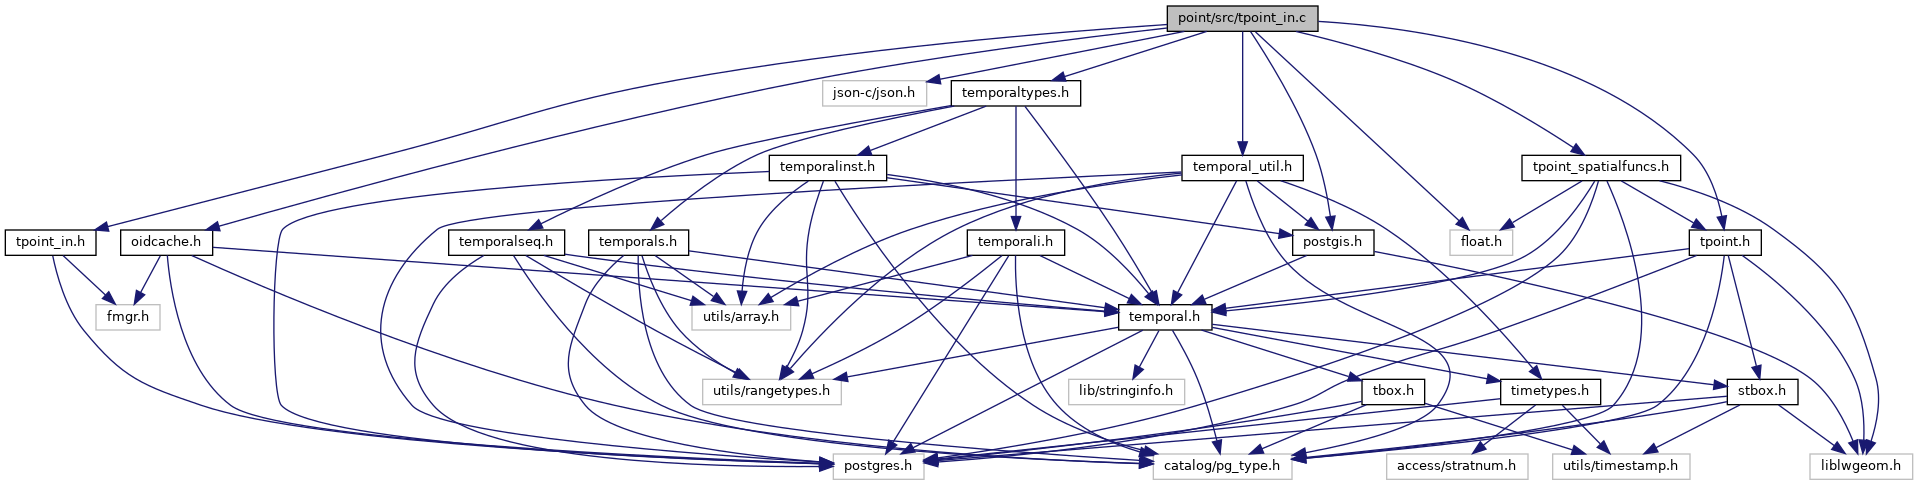 point/src/tpoint_in.c
json-c/json.h
temporaltypes.h
temporalinst.h
temporal_util.h
tpoint_spatialfuncs.h
tpoint_in.h
oidcache.h
temporalseq.h
temporals.h
temporali.h
postgis.h
float.h
tpoint.h
fmgr.h
utils/array.h
temporal.h
utils/rangetypes.h
lib/stringinfo.h
tbox.h
timetypes.h
stbox.h
postgres.h
catalog/pg_type.h
access/stratnum.h
utils/timestamp.h
liblwgeom.h